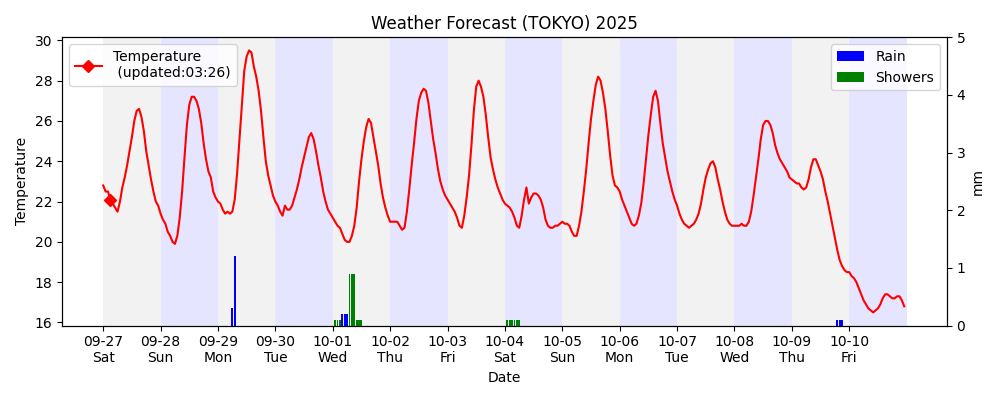 Weather Forecast (TOKYO) 2025
30
28
26
24
22
20
18
16
Temperature
Temperature
(updated:03:26)
Rain
Showers
5
4
3
2
1
0
mm
09-27 09-28 09-29 09-30 10-01 10-02 10-03 10-04 10-05 10-06 10-07 10-08 10-09 10-10
Sat Sun Mon Tue Wed Thu Fri Sat Sun Mon Tue Wed Thu Fri
Date